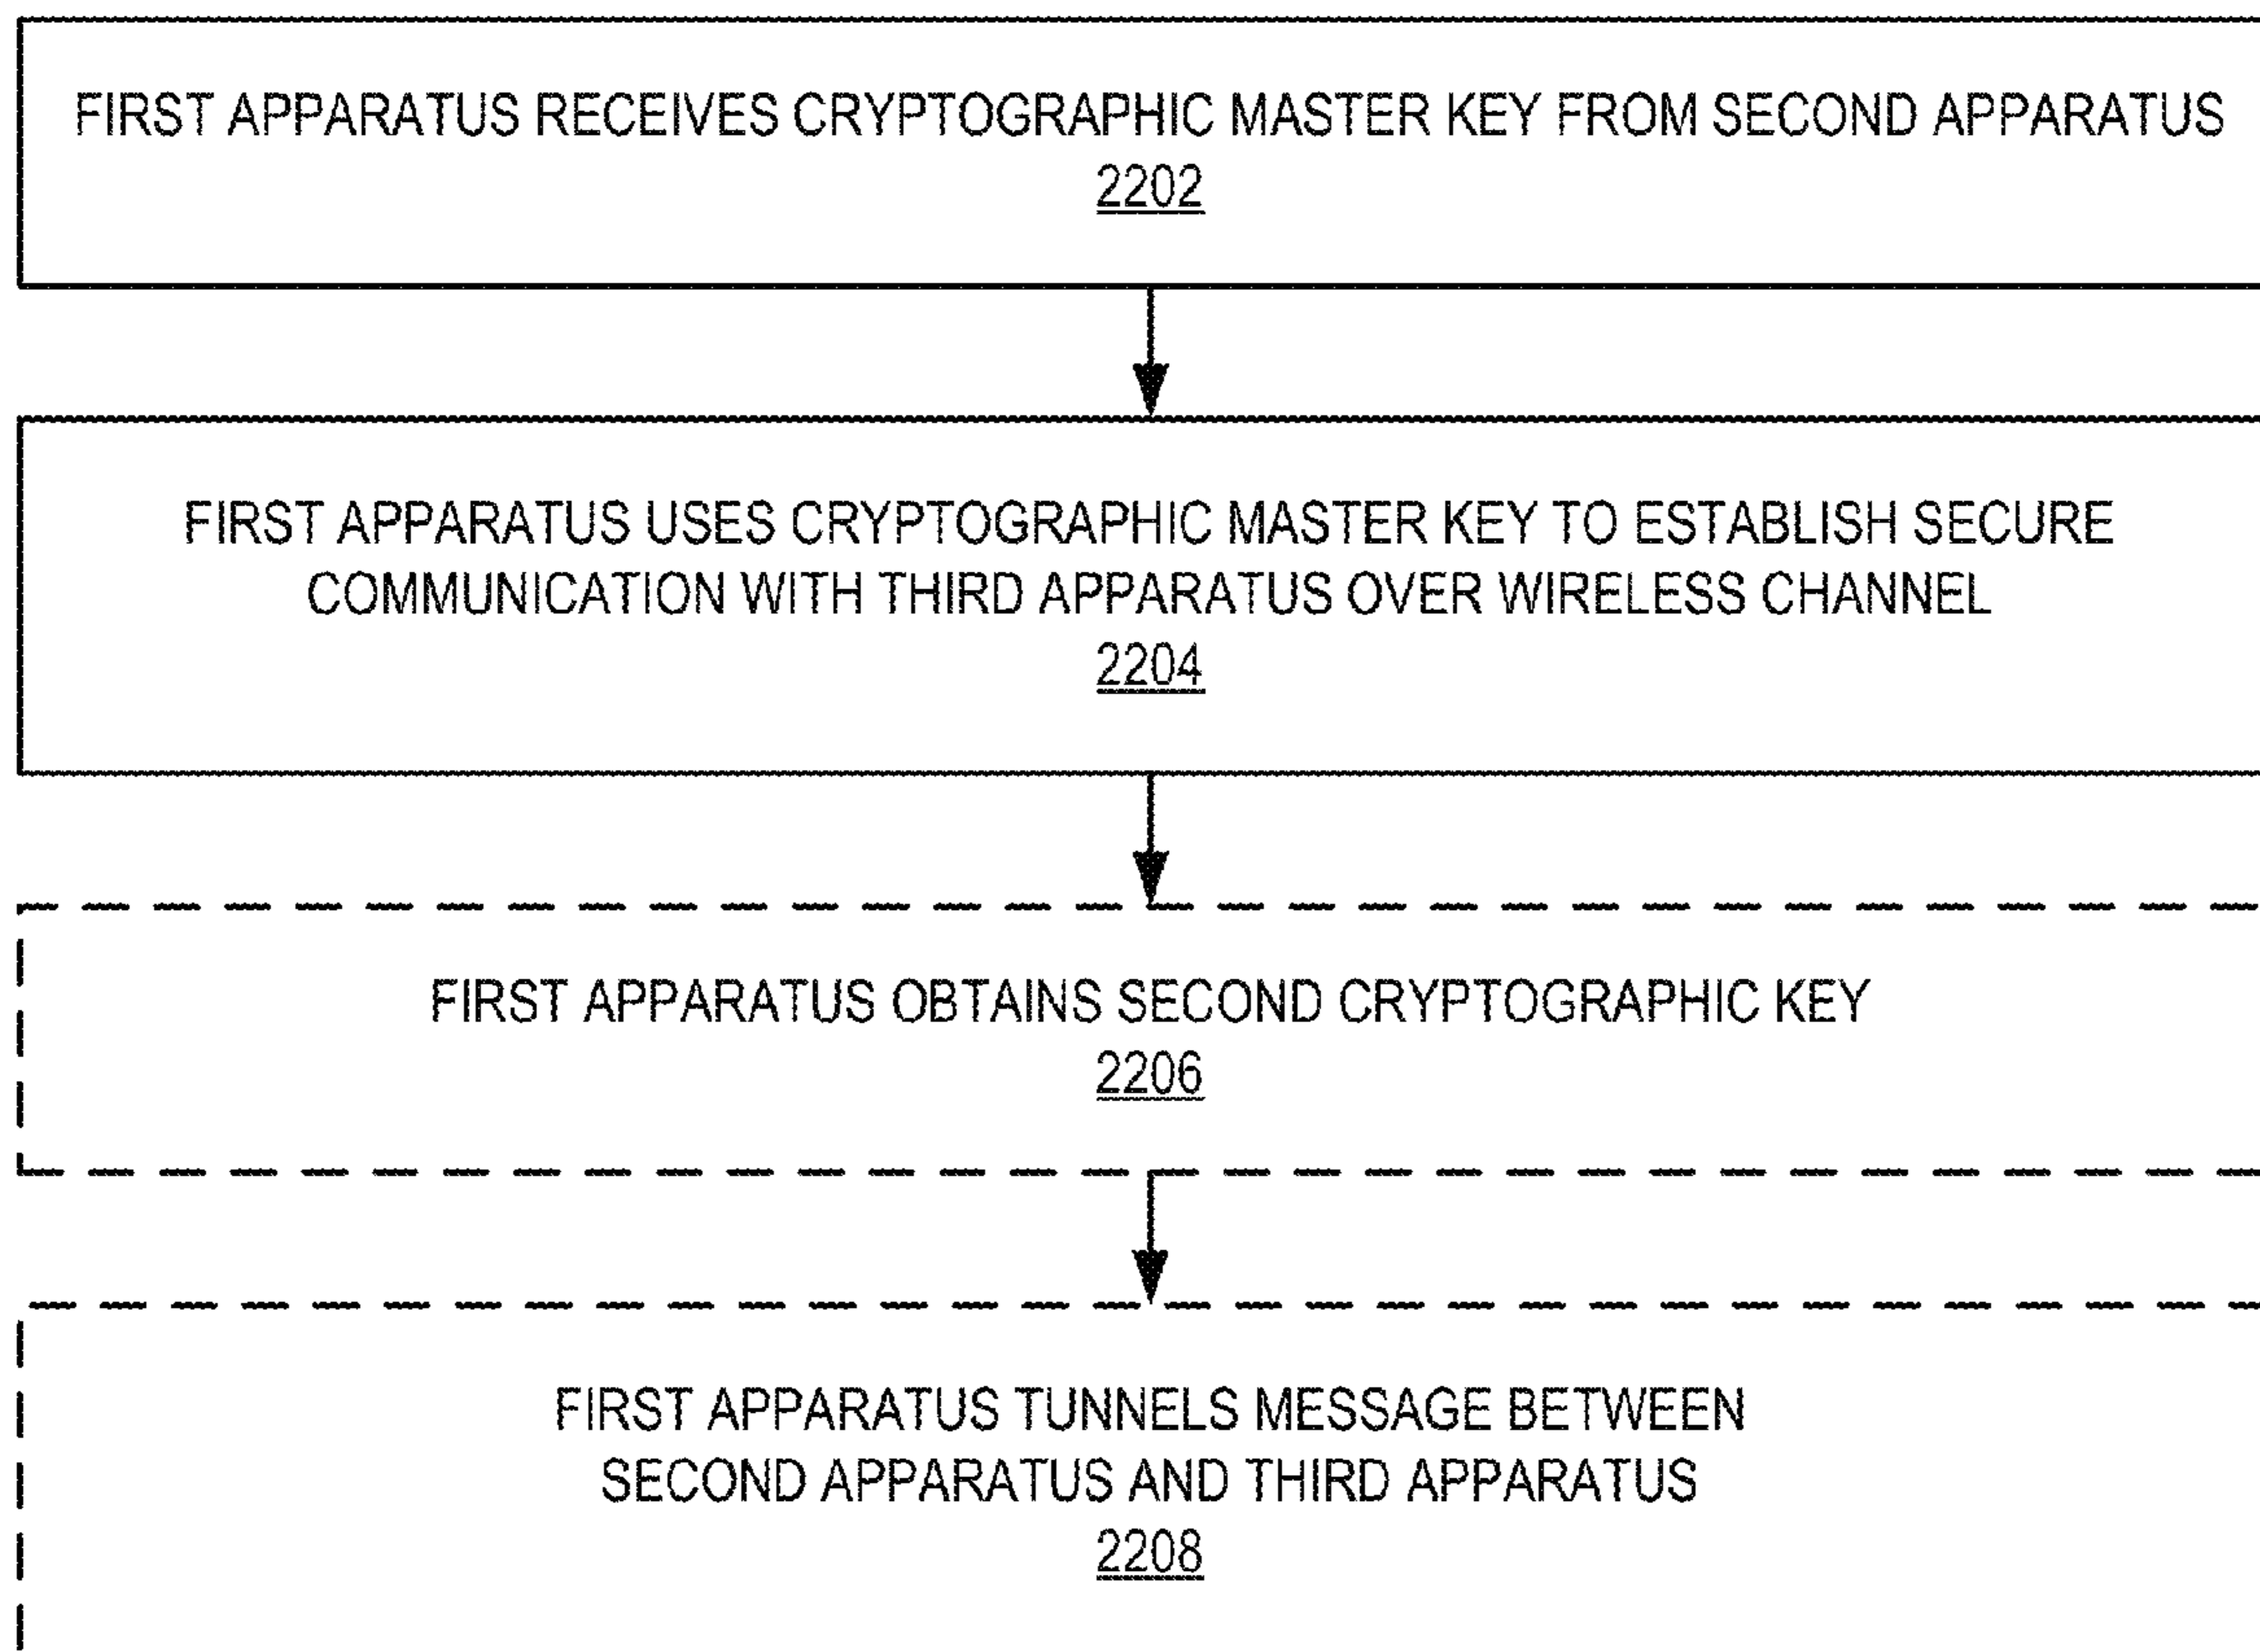 FIRST APPARATUS RECEIVES CRYPTOGRAPHIC MASTER KEY FROM SECOND APPARATUS
2202
FIRST APPARATUS USES CRYPTOGRAPHIC MASTER KEY TO ESTABLISH SECURE
COMMUNICATION WITH THIRD APPARATUS OVER WIRELESS CHANNEL
2204
FIRST APPARATUS OBTAINS SECOND CRYPTOGRAPHIC KEY
2206
FIRST APPARATUS TUNNELS MESSAGE BETWEEN
SECOND APPARATUS AND THIRD APPARATUS
2208